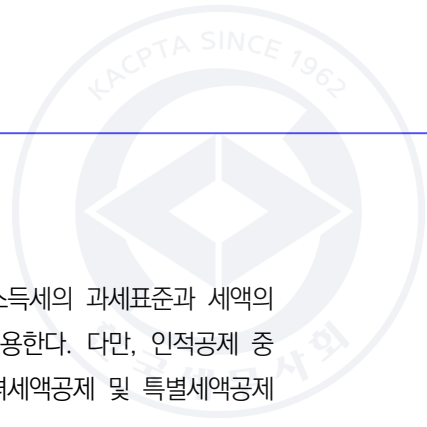 KACPTA SINCE 1962
소득세의 과세표준과 세액의
용한다. 다만, 인적공제 중
세액공제 및 특별세액공제